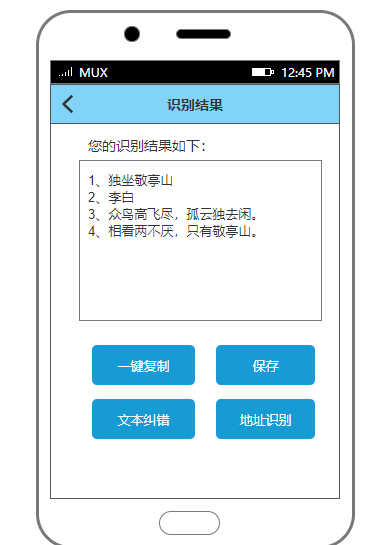 MUX 12:45 PM
识别结果
您的识别结果如下：
1、独坐敬亭山
2、李白
3、众鸟高飞尽，孤云独去闲。
4、相看两不厌，只有敬亭山。
一键复制 保存
文本纠错 地址识别